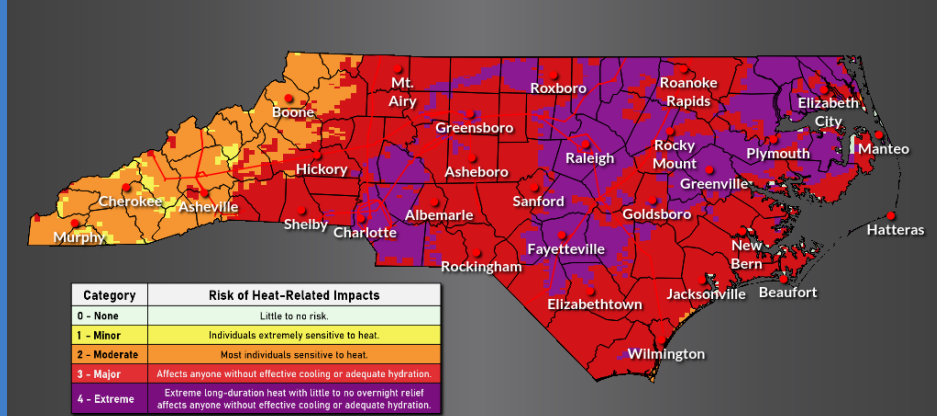 Mt.
Airy
Roxboro
Roanoke
Rapids
Elizabeth
City
Boone
Greensboro
Raleigh
Rocky
Mount
Plymouth
Manteo
Hickory
Asheboro
Greenville
Cherokee
Asheville
Shelby
Charlotte
Albemarle
Sanford
Goldsboro
Murphy
Hatteras
Fayetteville
New
Bern
Rockingham
Elizabethtown
Jacksonville
Beaufort
Wilmington
Category Risk of Heat-Related Impacts
0 - None Little to no risk.
1 - Minor Individuals extremely sensitive to heat.
2 - Moderate Most individuals sensitive to heat.
3 - Major Affects anyone without effective cooling or adequate hydration.
4 - Extreme Extreme long-duration heat with little to no overnight relief
affects anyone without effective cooling or adequate hydration.